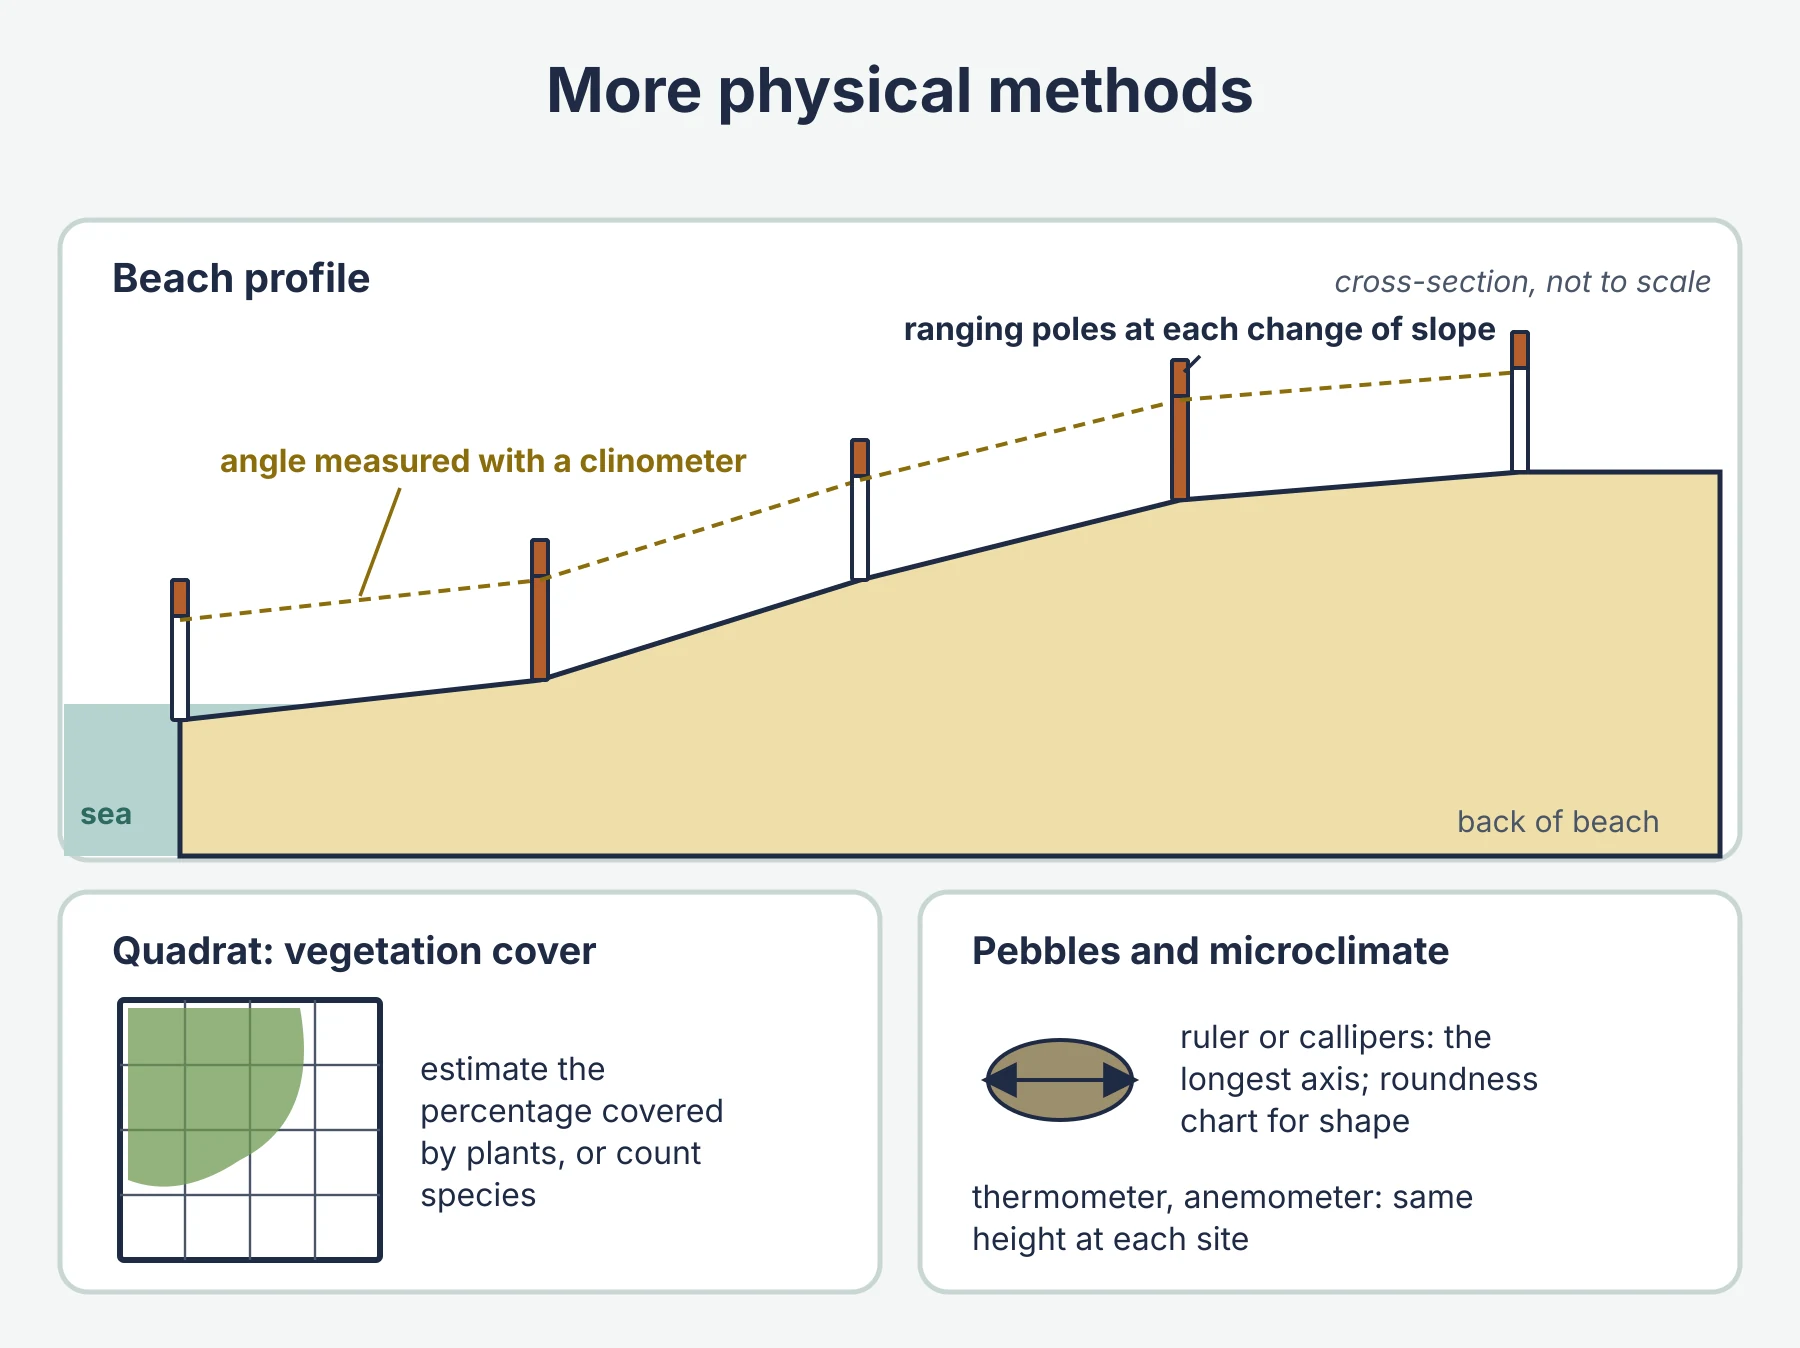 More physical methods
Beach profile
cross-section, not to scale
ranging poles at each change of slope
angle measured with a clinometer
sea
back of beach
Quadrat: vegetation cover
estimate the
percentage covered
by plants, or count
species
Pebbles and microclimate
ruler or callipers: the
longest axis; roundness
chart for shape
thermometer, anemometer: same
height at each site